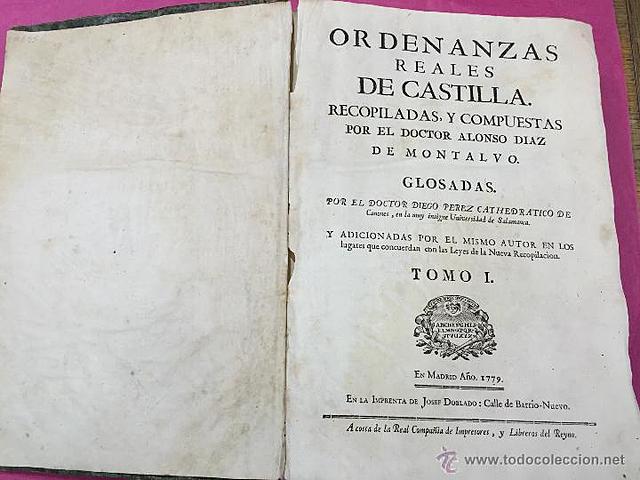 ORDENANZAS
REALES
DE CASTILLA.
RECOPILADAS, Y COMPUESTAS
POR EL DOCTOR ALONSO DIAZ
DE MONTALVO.
GLOSADAS.
POR EL DOCTOR DIEGO PEREZ CATHEDRATICO DE
Canones, en la muy insigne Universidad de Salamanca.
Y ADICIONADAS POR EL MISMO AUTOR EN LOS
lugares que concuerdan con las Leyes de la Nueva Recopilacion.
TOMO I.
ABCDEFGHIL
EN MADRID AÑO. 1779.
EN LA IMPRENTA DE JOSEF DOBLADO: Calle de Barrio-Nuevo.
A costa de la Real Compañia de Impresores, y Libreros del Reyno.
© www.todocoleccion.net